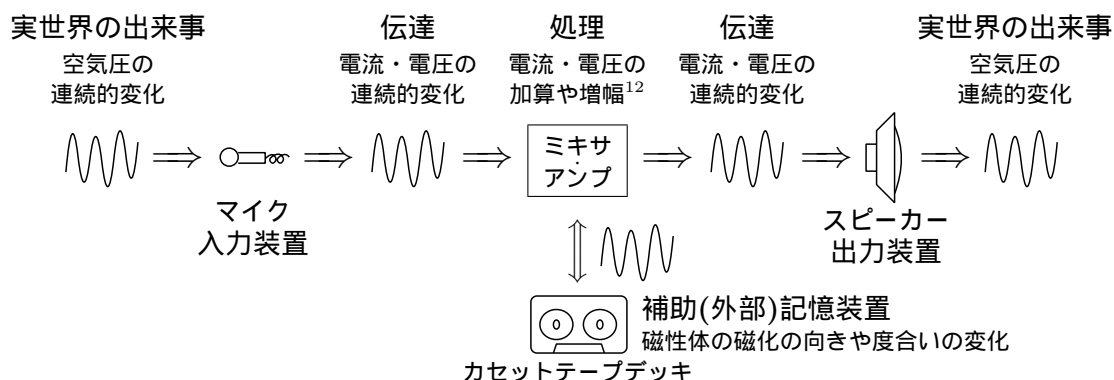 実世界の出来事
空気圧の
連続的変化
伝達
電流・電圧の
連続的変化
処理
電流・電圧の
加算や増幅12
伝達
電流・電圧の
連続的変化
実世界の出来事
空気圧の
連続的変化
マイク
入力装置
ミキサ
・
アンプ
スピーカー
出力装置
補助(外部)記憶装置
磁性体の磁化の向きや度合いの変化
カセットテープデッキ